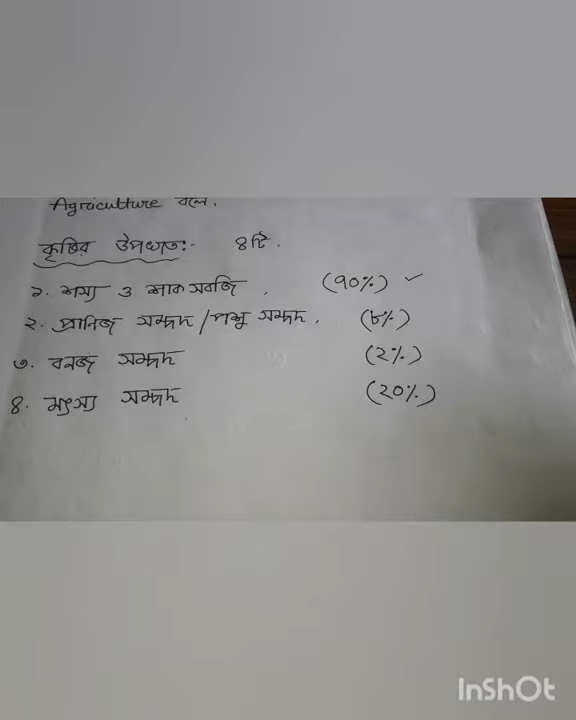 Agriculture বলে.
কৃষির উপখাত:- ৪টি.
১. শস্য ও শাক সবজি. (৭০%) ✓
২. প্রানিজ সম্পদ/পশু সম্পদ. (৮%)
৩. বনজ সম্পদ (২%)
৪. মৎস্য সম্পদ (২০%)
InShOt